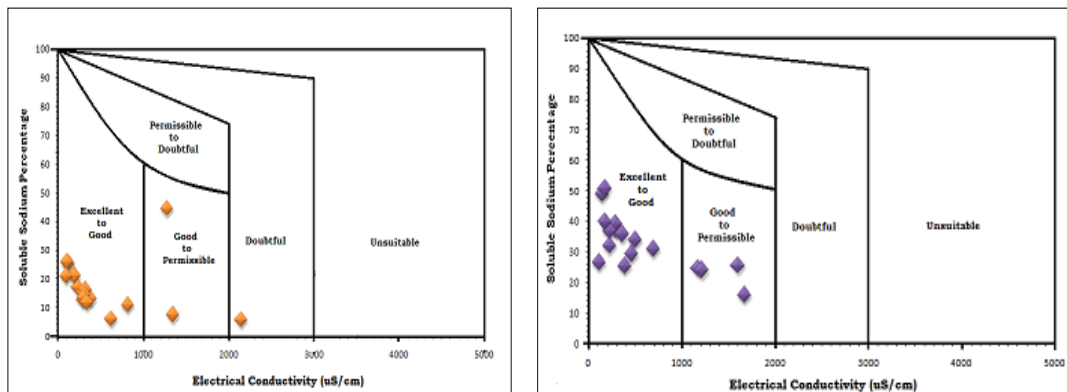 100
90
80
70
60
50
40
30
20
10
0
Soluble Sodium Percentage
Permissible
to
Doubtful
Excellent
to
Good
Good
to
Permissible
Doubtful
Unsuitable
0
1000
2000
3000
4000
5000
Electrical Conductivity (uS/cm)
100
90
80
70
60
50
40
30
20
10
0
Soluble Sodium Percentage
Permissible
to
Doubtful
Excellent
to
Good
Good
to
Permissible
Doubtful
Unsuitable
0
1000
2000
3000
4000
5000
Electrical Conductivity (uS/cm)